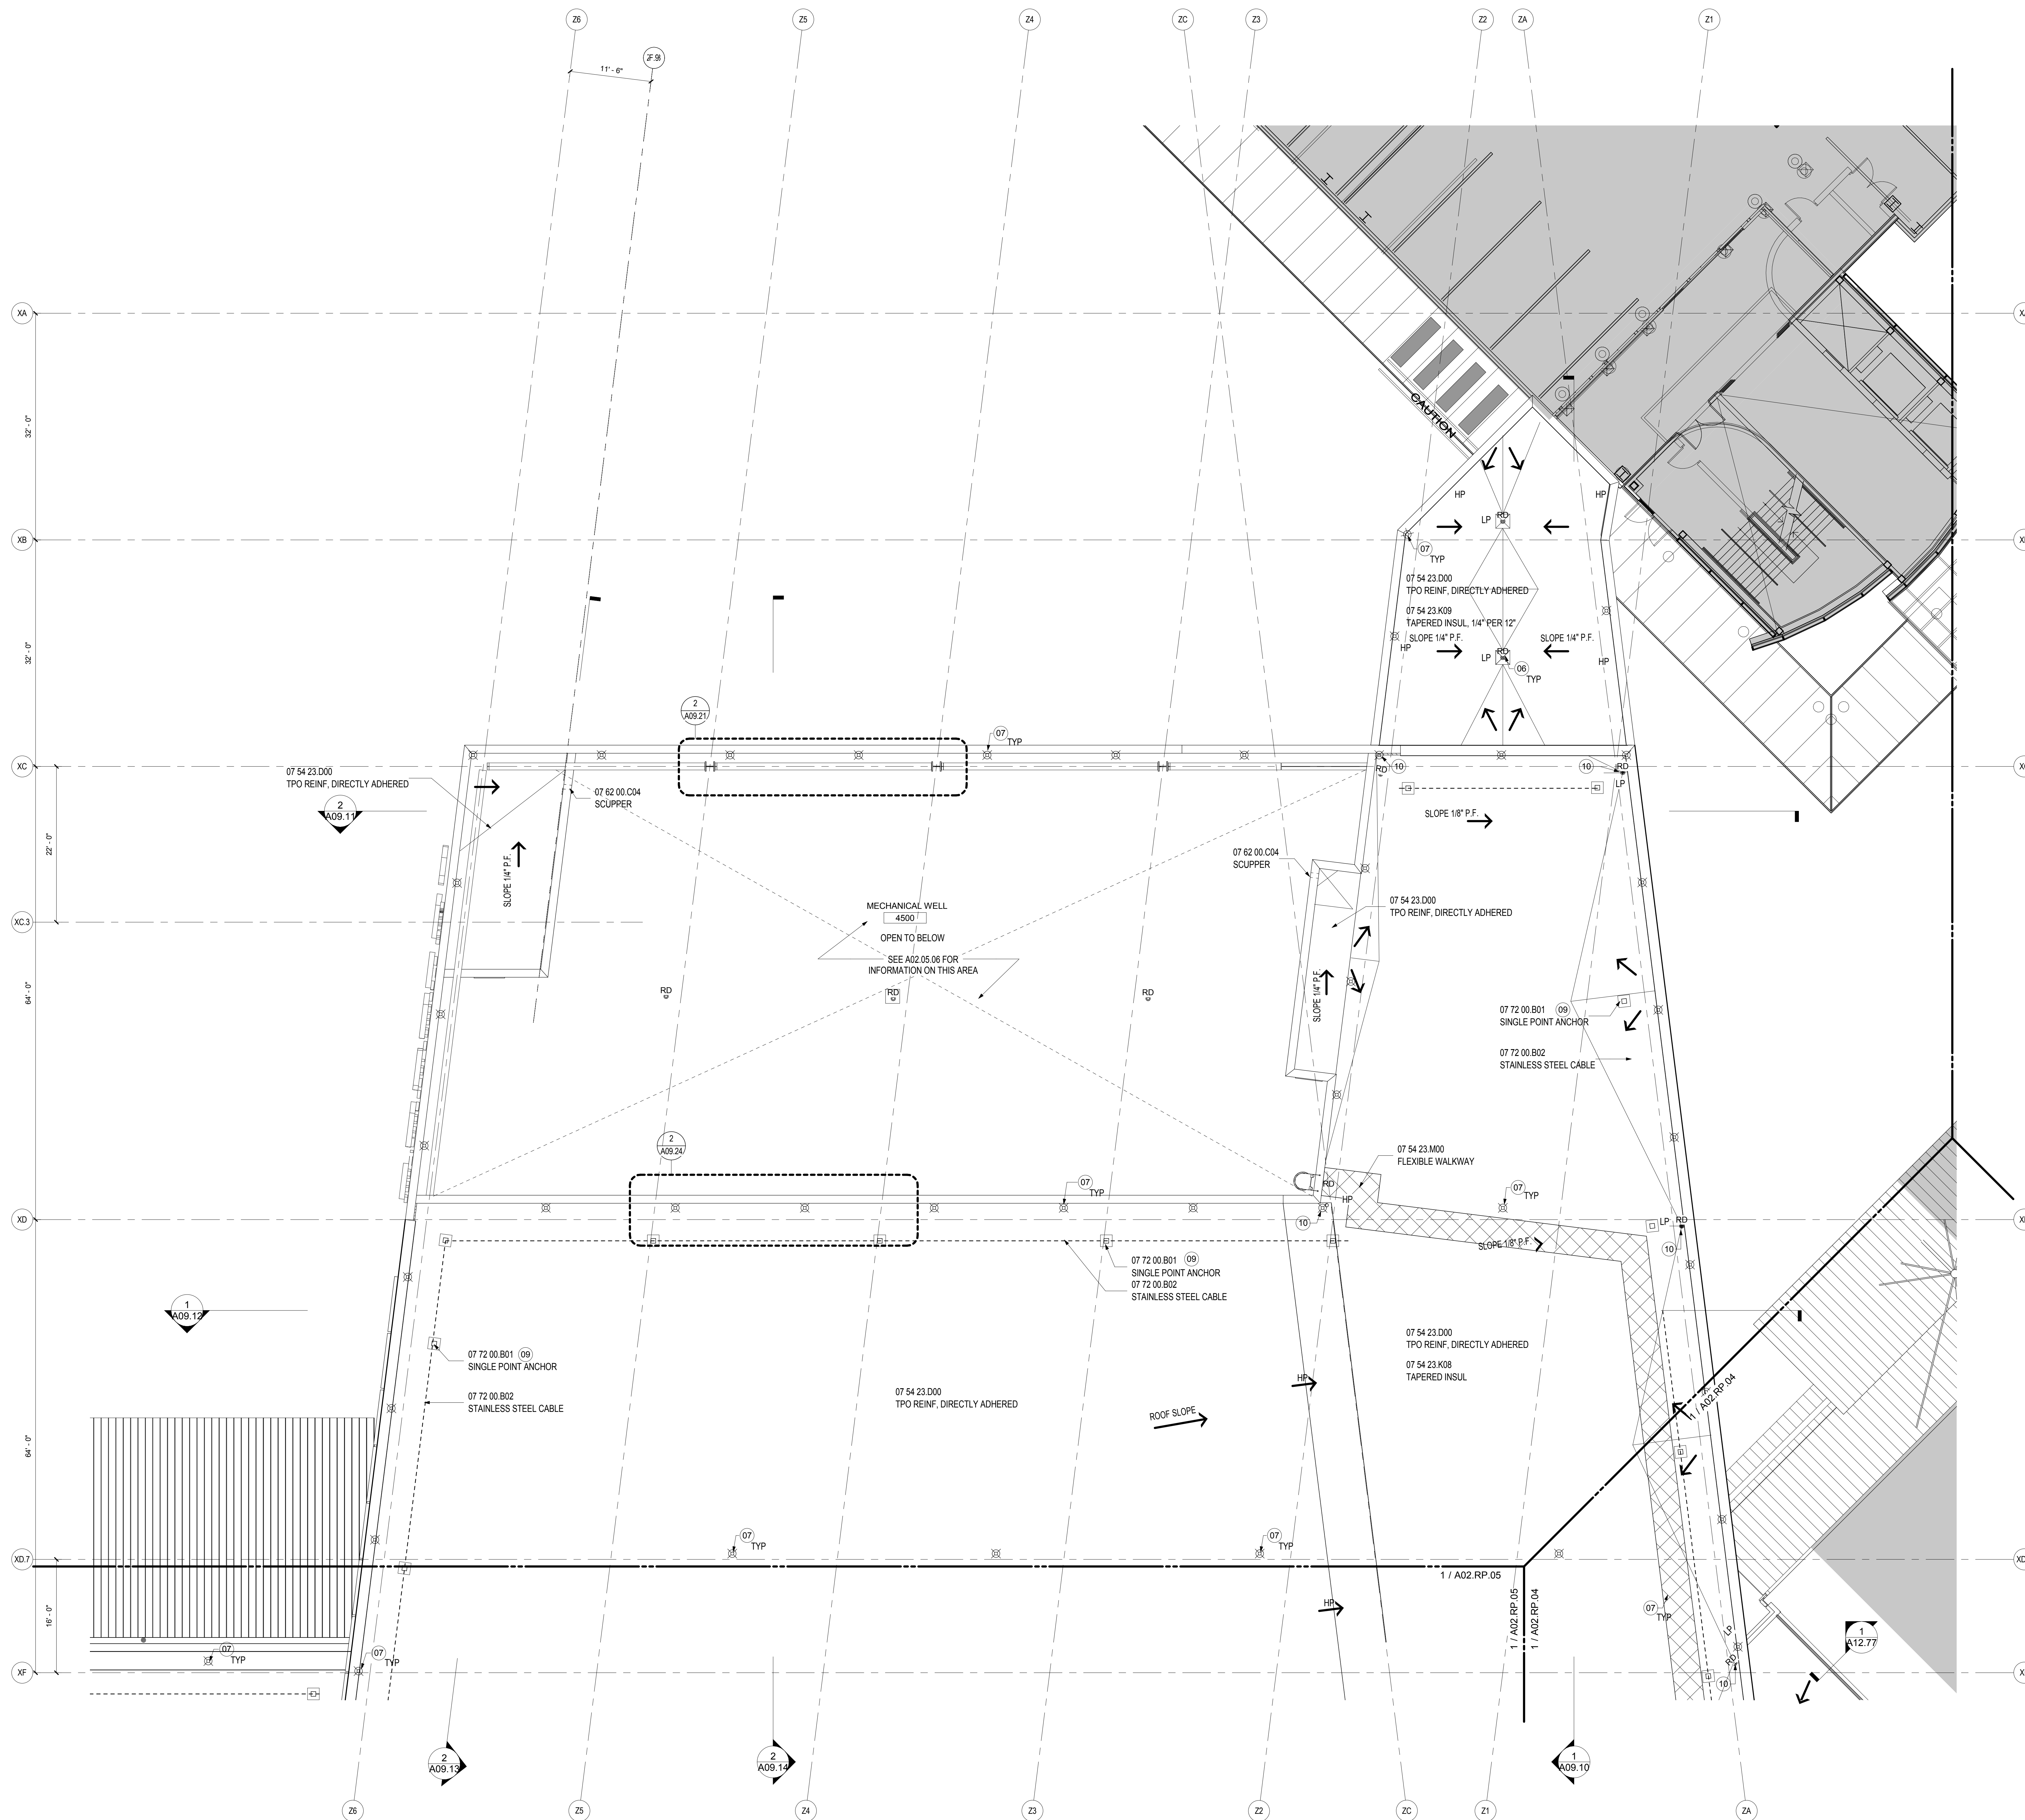 Z6
Z5
Z4
ZC
Z3
Z2
ZA
Z1
11' - 6"
XA
32' - 0"
CAUTION
HP
HP
RD
LP
XB
07
TYP
07 54 23.D00
TPO REINF, DIRECTLY ADHERED
07 54 23.K09
TAPERED INSUL, 1/4" PER 12"
32' - 0"
SLOPE 1/4" P.F.
SLOPE 1/4" P.F.
HP
RD
LP
HP
06
TYP
2
A09.21
07
TYP
XC
10
RD
10
RD
LP
07 54 23.D00
TPO REINF, DIRECTLY ADHERED
07 62 00.C04
SCUPPER
2
A09.11
SLOPE 1/8" P.F.
22' - 0"
SLOPE 1/4" P.F.
07 62 00.C04
SCUPPER
MECHANICAL WELL
4500
07 54 23.D00
TPO REINF, DIRECTLY ADHERED
XC.3
OPEN TO BELOW
SEE A02.05.06 FOR
INFORMATION ON THIS AREA
64' - 0"
RD
RD
RD
SLOPE 1/4" P.F.
07 72 00.B01
09
SINGLE POINT ANCHOR
07 72 00.B02
STAINLESS STEEL CABLE
2
A09.24
07 54 23.M00
FLEXIBLE WALKWAY
07
TYP
RD
HP
07
TYP
XD
10
LP
RD
10
SLOPE 1/8" P.F.
07 72 00.B01
09
SINGLE POINT ANCHOR
07 72 00.B02
STAINLESS STEEL CABLE
1
A09.12
07 54 23.D00
TPO REINF, DIRECTLY ADHERED
07 54 23.K08
TAPERED INSUL
07 72 00.B01
09
SINGLE POINT ANCHOR
07 72 00.B02
STAINLESS STEEL CABLE
07 54 23.D00
TPO REINF, DIRECTLY ADHERED
HP
ROOF SLOPE
1 / A02.RP.04
64' - 0"
07
TYP
07
TYP
XD.7
1 / A02.RP.05
1 / A02.RP.05
1 / A02.RP.04
16' - 0"
HP
07
TYP
LP
RD
10
1
A12.77
07
TYP
07
TYP
XF
2
A09.13
2
A09.14
1
A09.10
Z6
Z5
Z4
Z3
Z2
ZC
Z1
ZA